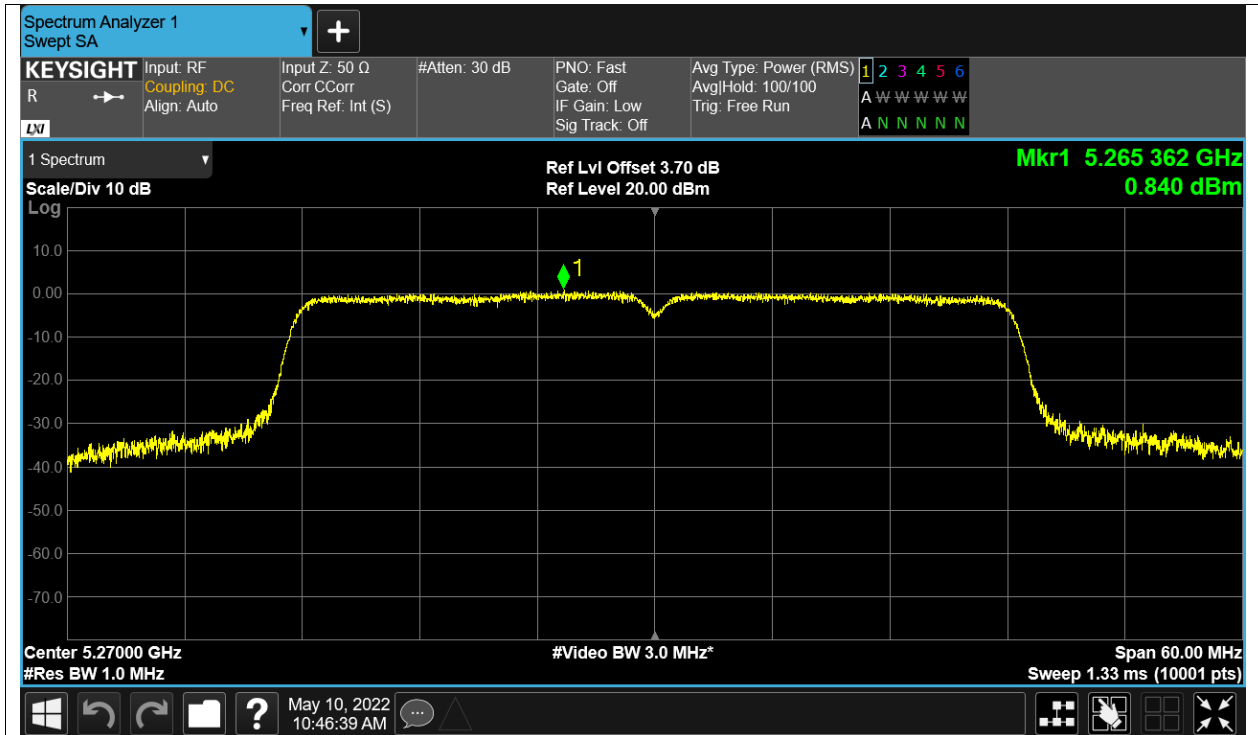 Spectrum Analyzer 1
Swept SA
▼
+
KEYSIGHT
R
LXI
Input: RF
Coupling: DC
Align: Auto
Input Z: 50 Ω
Corr CCorr
Freq Ref: Int (S)
#Atten: 30 dB
PNO: Fast
Gate: Off
IF Gain: Low
Sig Track: Off
Avg Type: Power (RMS)
Avg|Hold: 100/100
Trig: Free Run
1 2 3 4 5 6
A W W W W W
A N N N N N
1 Spectrum ▼
Scale/Div 10 dB
Log
Ref Lvl Offset 3.70 dB
Ref Level 20.00 dBm
Mkr1 5.265 362 GHz
0.840 dBm
1
10.0
0.00
-10.0
-20.0
-30.0
-40.0
-50.0
-60.0
-70.0
Center 5.27000 GHz
#Res BW 1.0 MHz
#Video BW 3.0 MHz*
Span 60.00 MHz
Sweep 1.33 ms (10001 pts)
?
May 10, 2022
10:46:39 AM